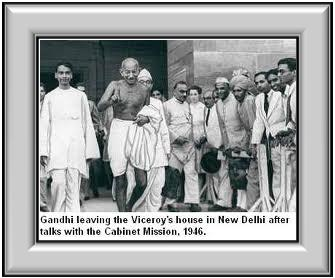 Gandhi leaving the Viceroy's house in New Delhi after
talks with the Cabinet Mission, 1946.